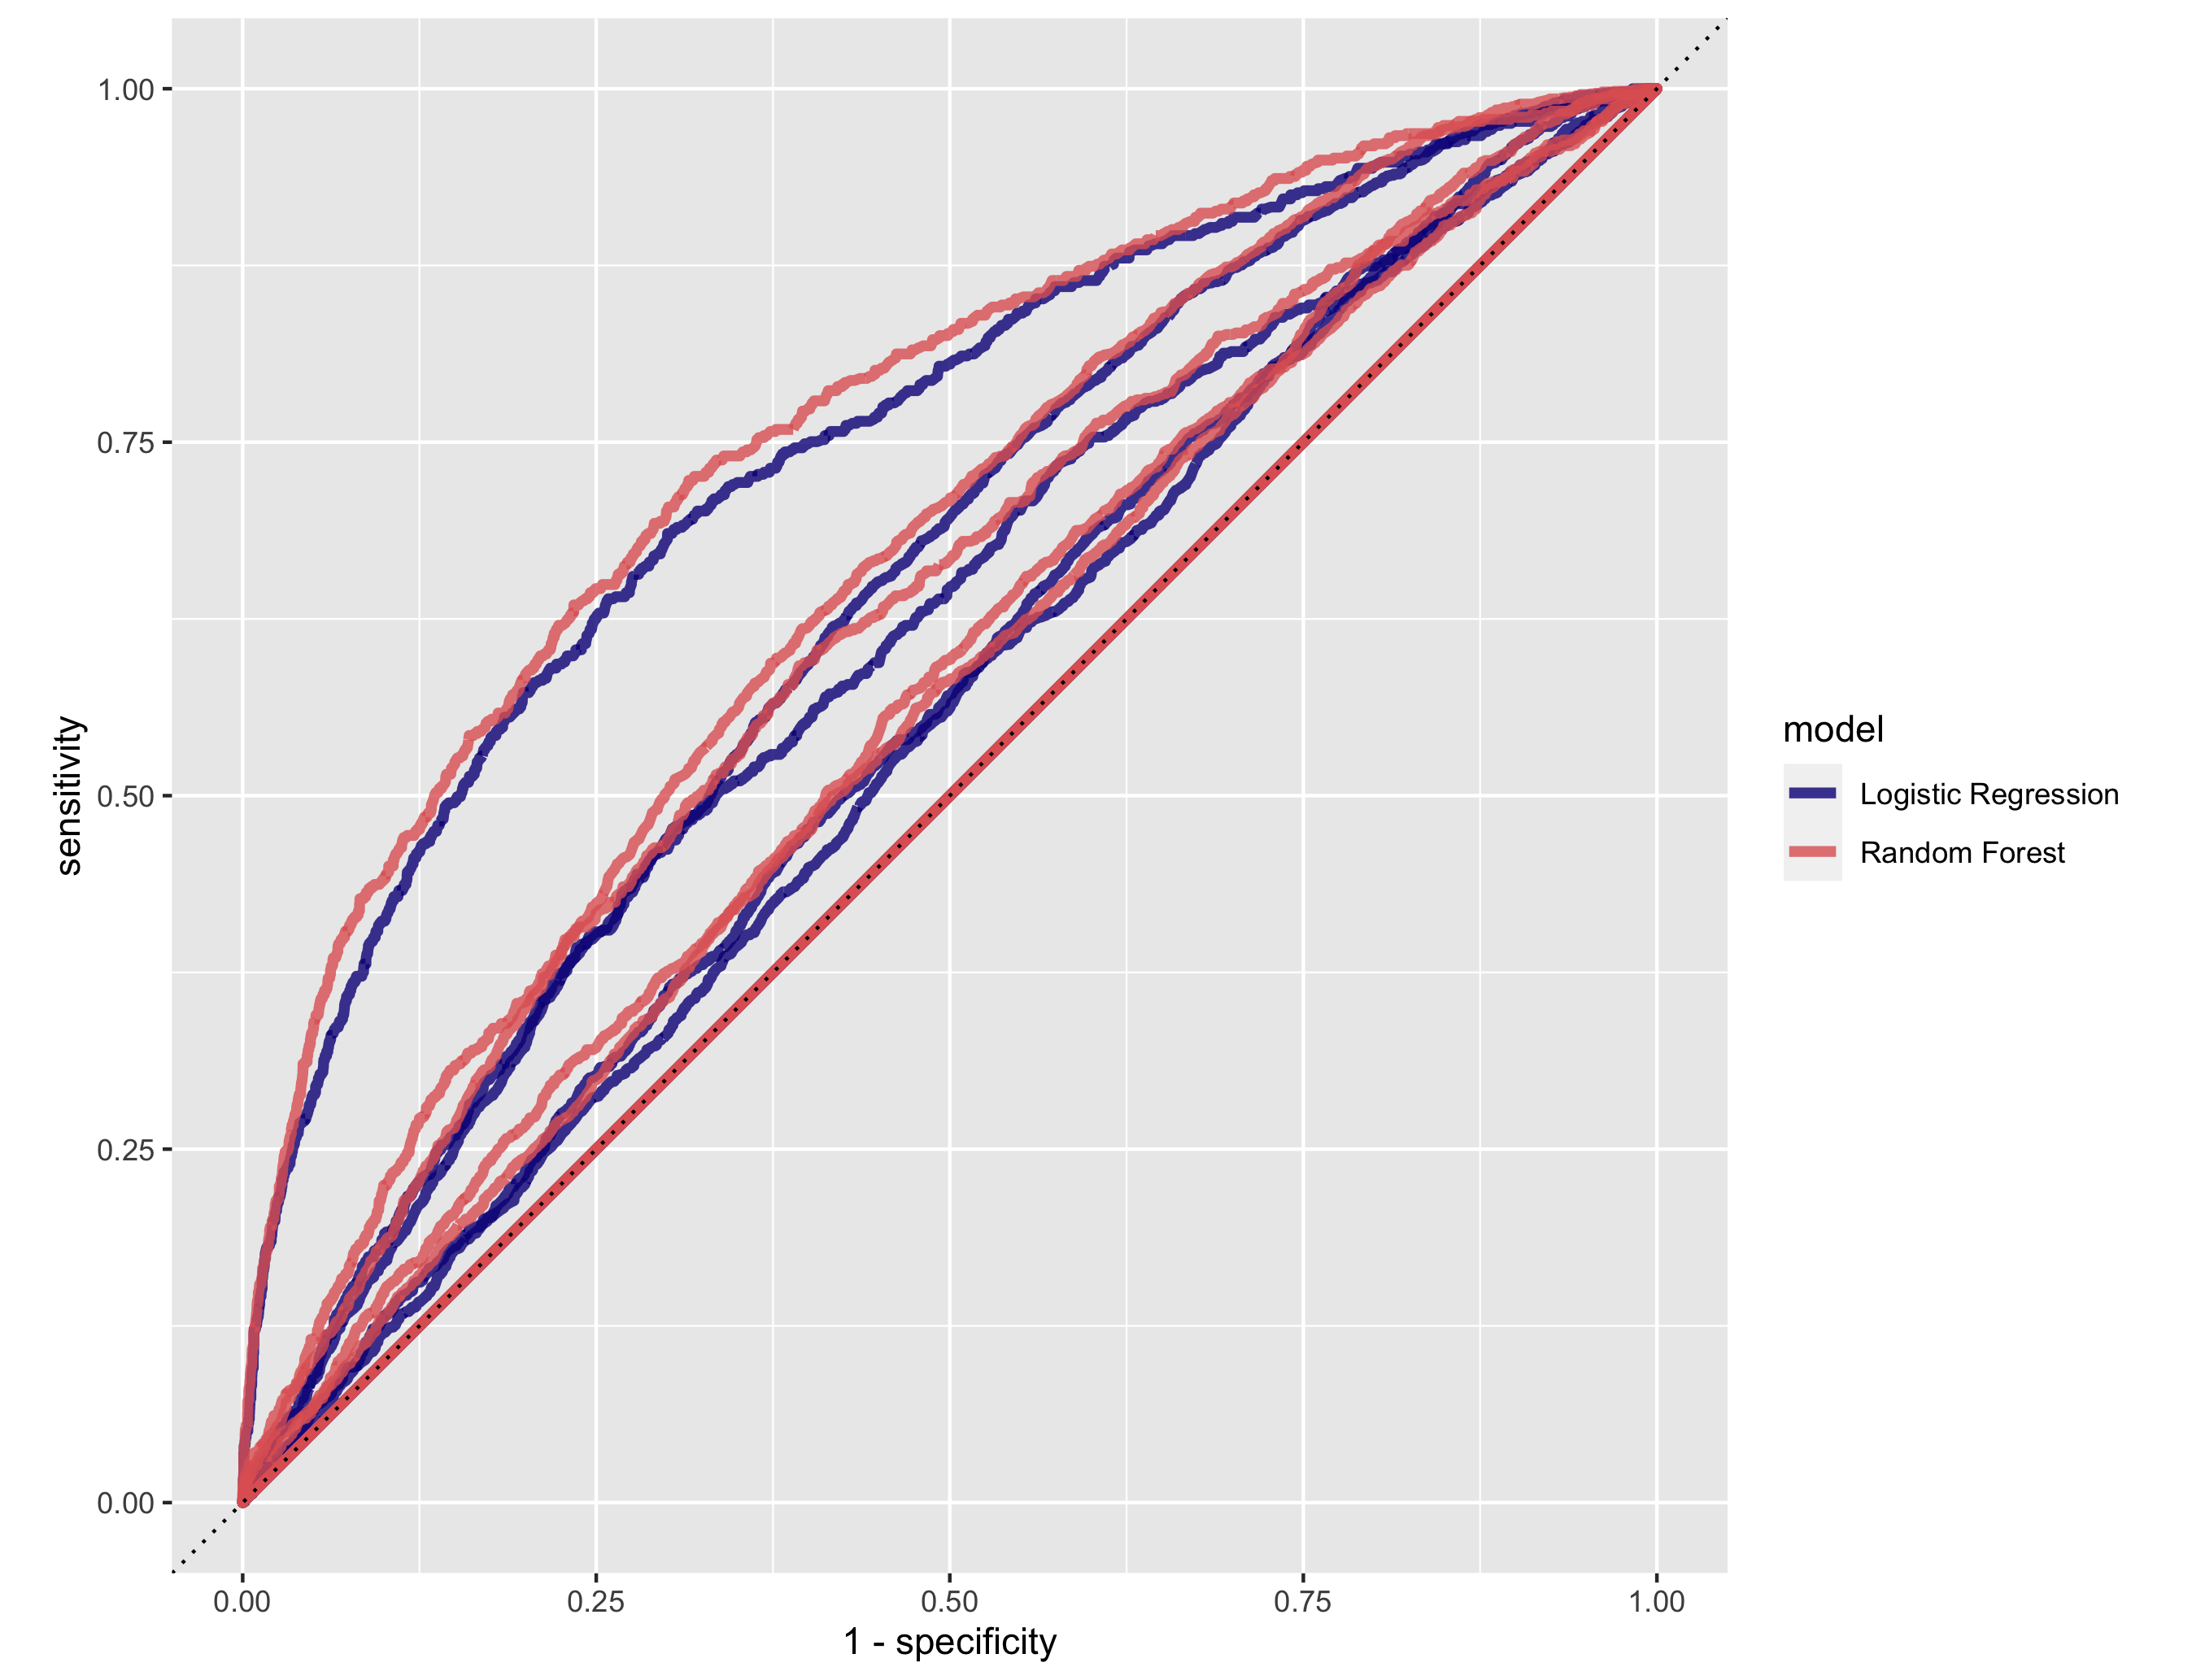 1.00
0.75
0.50
0.25
0.00
sensitivity
0.00 0.25 0.50 0.75 1.00
1 - specificity
model
Logistic Regression
Random Forest